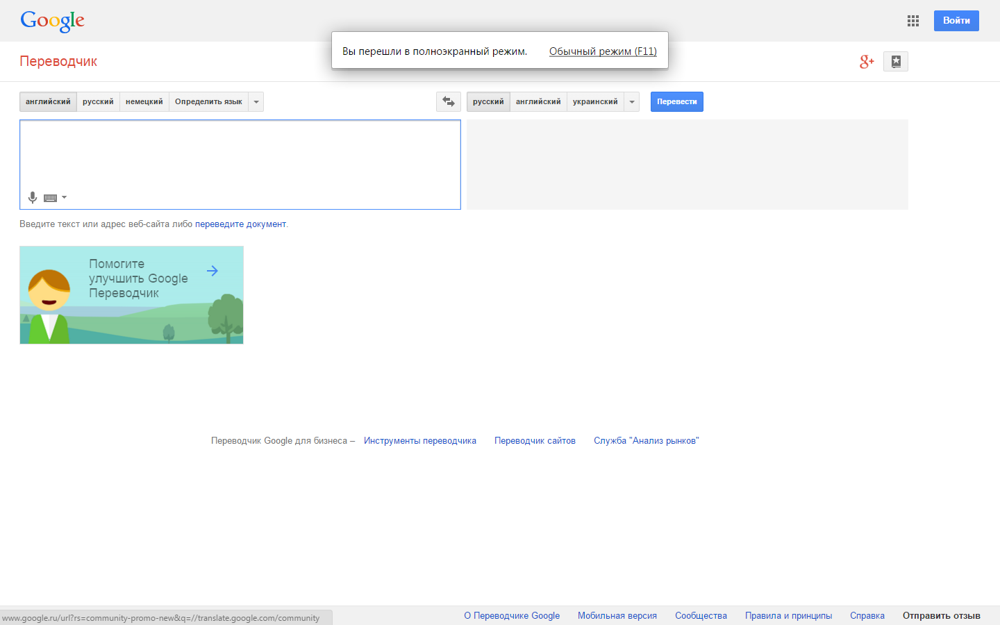 Google
Войти
Вы перешли в полноэкранный режим. Обычный режим (F11)
Переводчик
g+
английский русский немецкий Определить язык
русский английский украинский Перевести
Введите текст или адрес веб-сайта либо переведите документ.
Помогите
улучшить Google
Переводчик
Переводчик Google для бизнеса – Инструменты переводчика Переводчик сайтов Служба "Анализ рынков"
www.google.ru/url?rs=community-promo-new&q=//translate.google.com/community
О Переводчике Google Мобильная версия Сообщества Правила и принципы Справка Отправить отзыв